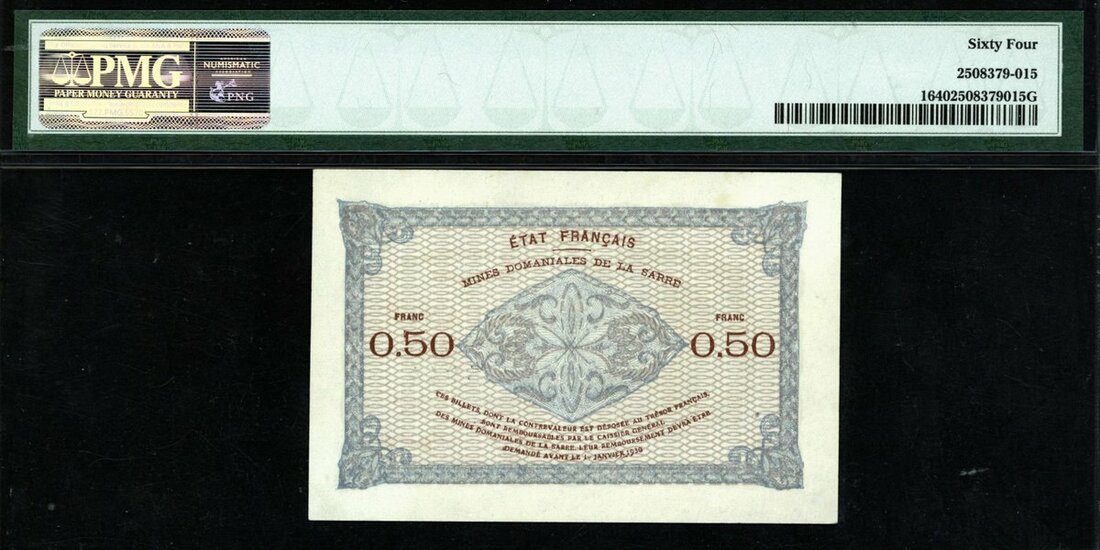 PMG
PAPER MONEY GUARANTY
NUMISMATIC
PNG
Sixty Four
2508379-015
16402508379015G
ÉTAT FRANÇAIS
MINES DOMANIALES DE LA SARRE
FRANC
0.50
FRANC
0.50
CES BILLETS, DONT LA CONTREVALEUR EST DÉPOSÉE AU TRÉSOR FRANÇAIS,
SONT REMBOURSABLES PAR LE CAISSIER GÉNÉRAL
DES MINES DOMANIALES DE LA SARRE. LEUR REMBOURSEMENT DEVRA ÊTRE
DEMANDÉ AVANT LE 1er JANVIER 1930